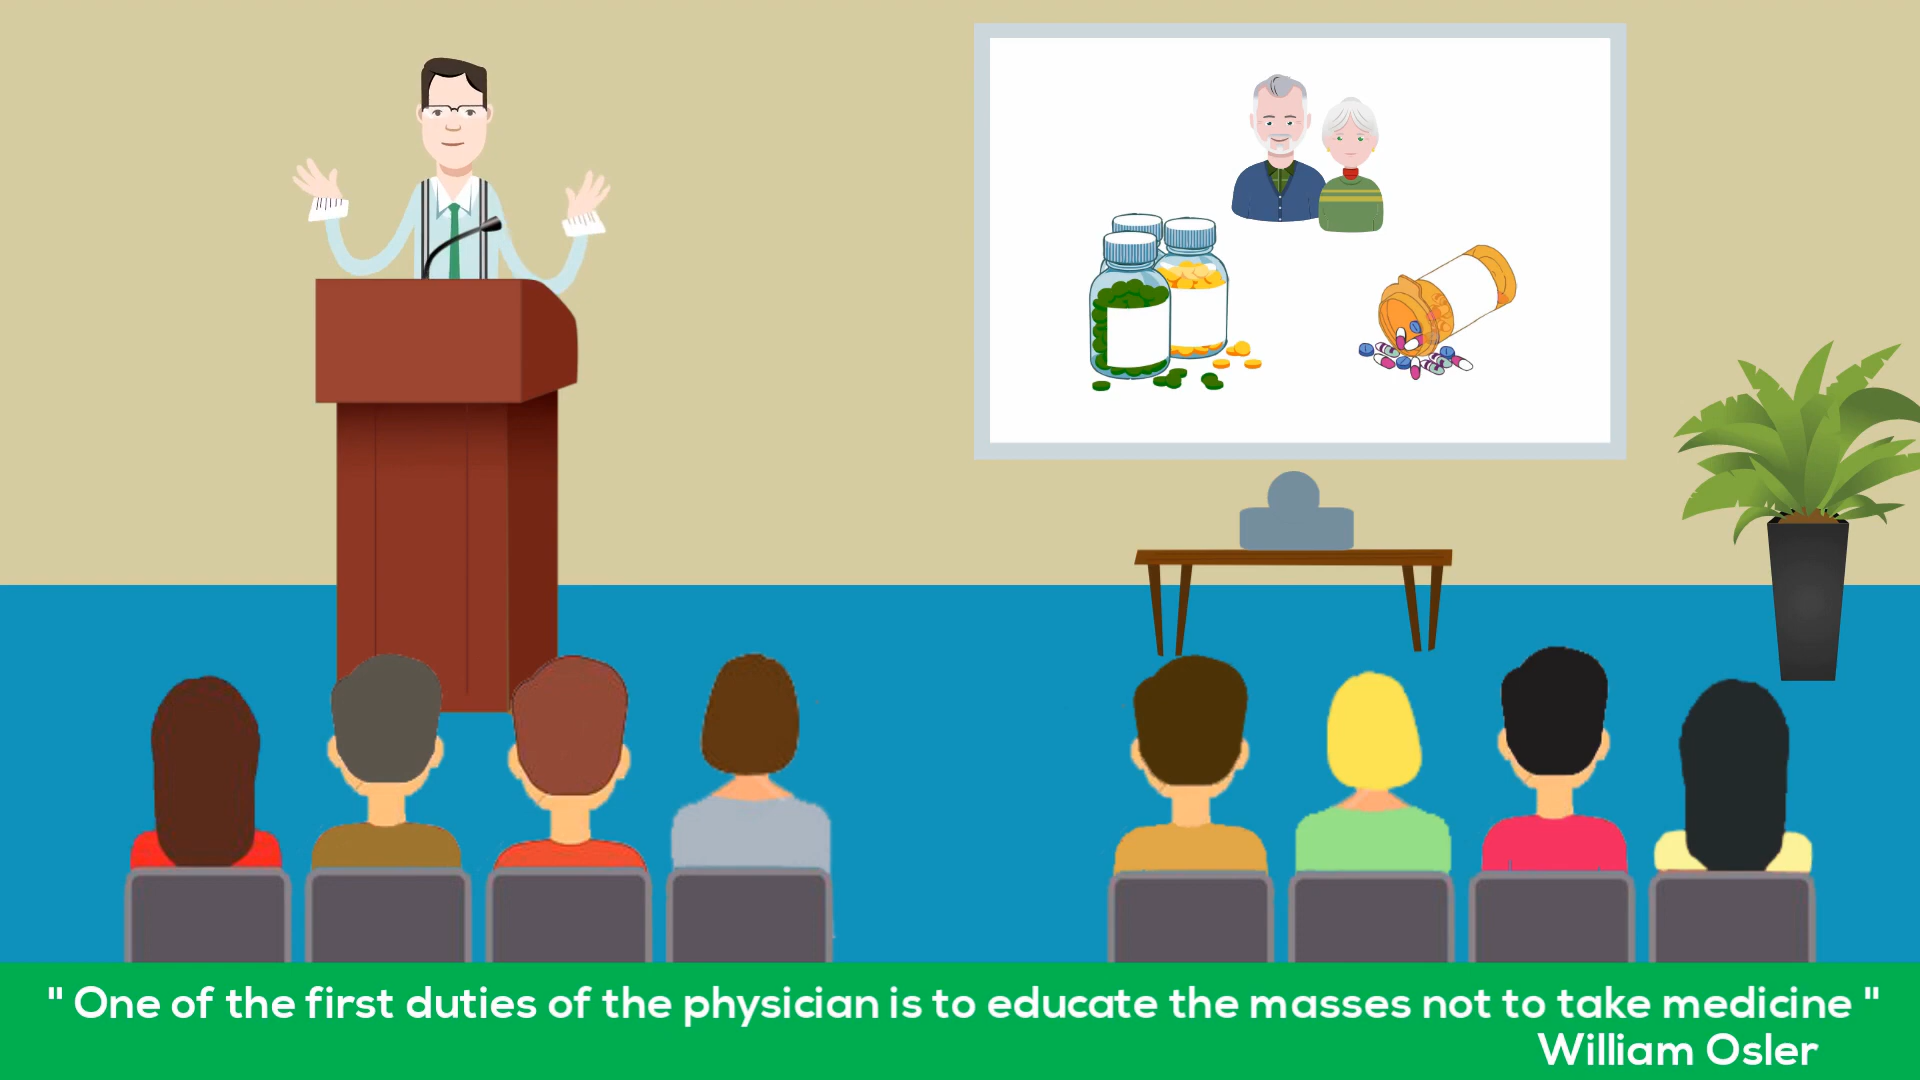 " One of the first duties of the physician is to educate the masses not to take medicine "
William Osler